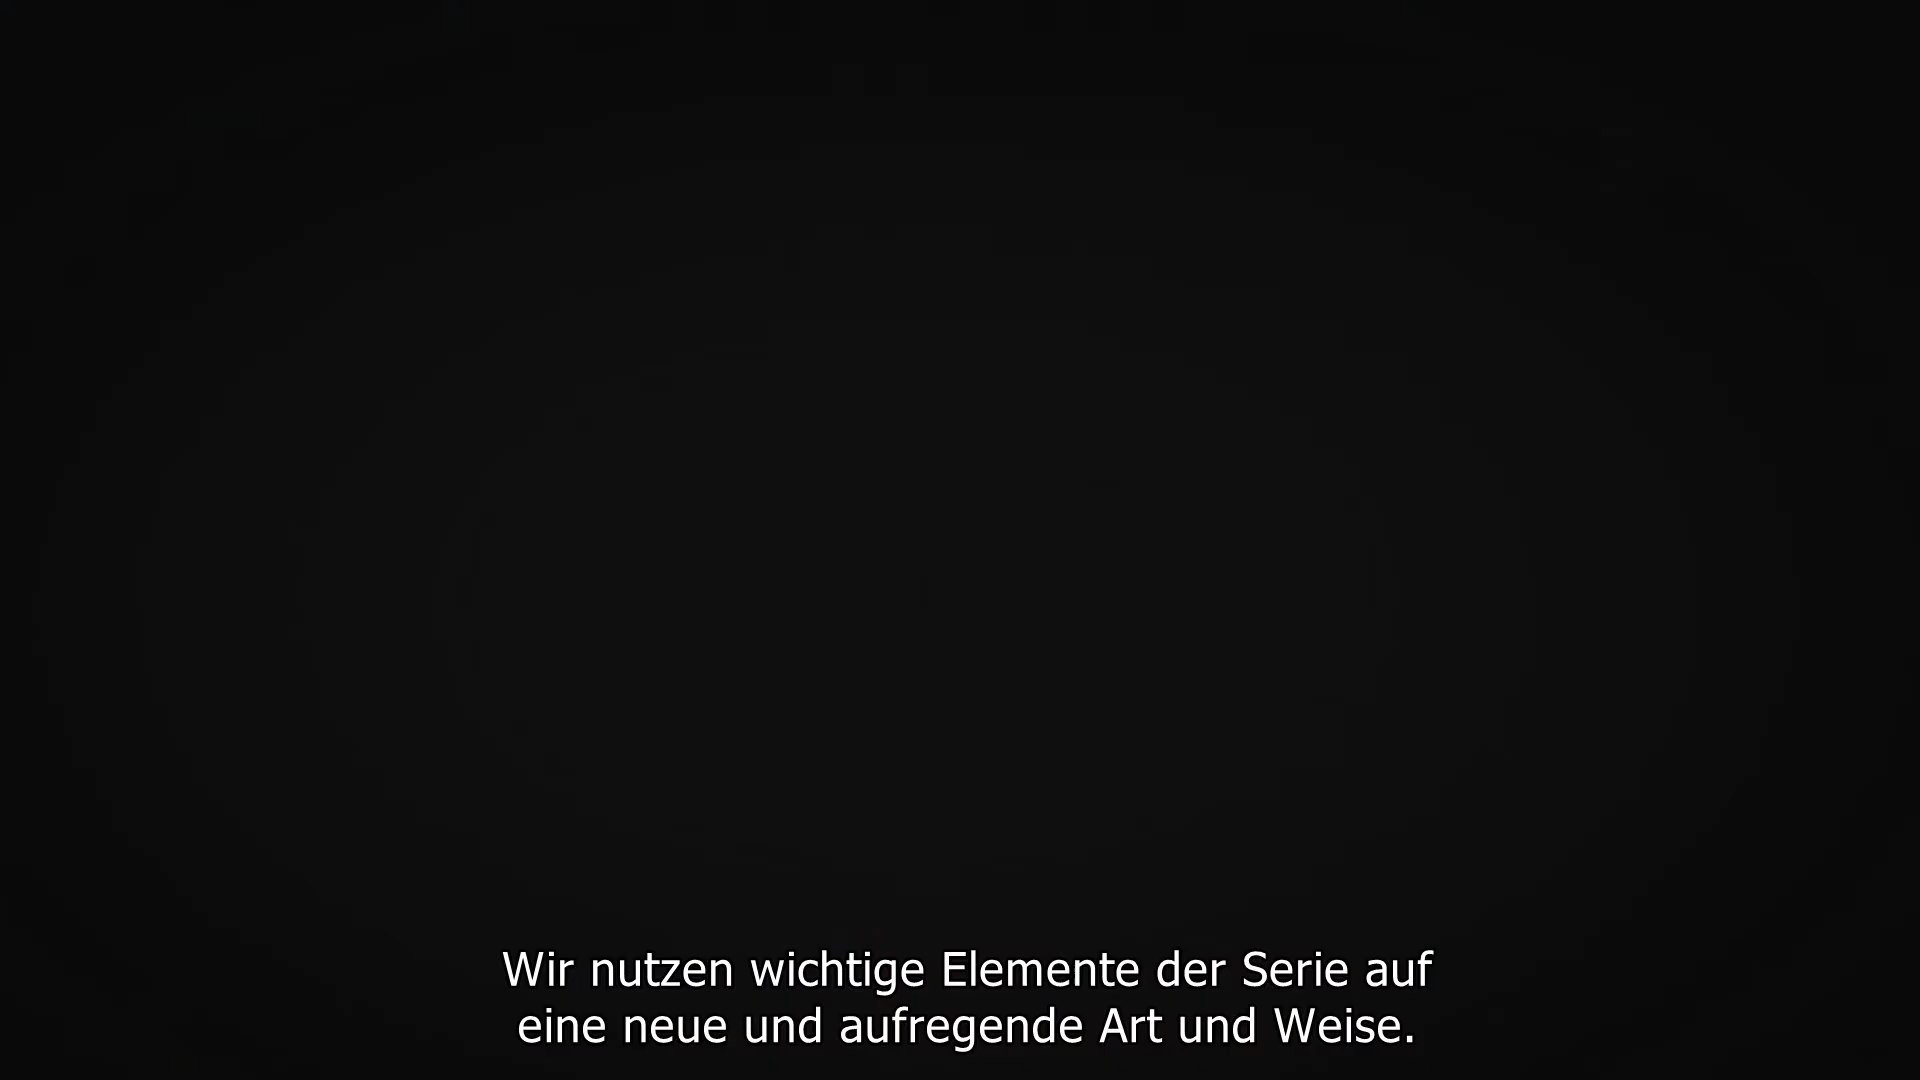 Wir nutzen wichtige Elemente der Serie auf
eine neue und aufregende Art und Weise.